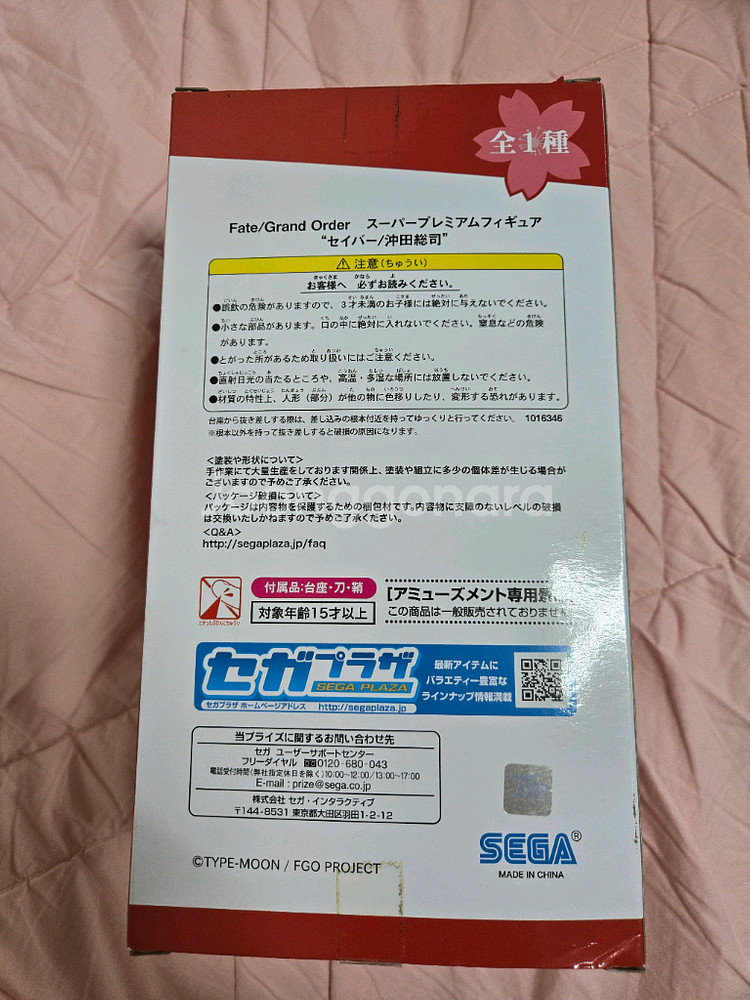 全1種
Fate/Grand Order スーパープレミアムフィギュア
"セイバー/沖田総司"
⚠注意(ちゅうい)
お客様へ 必ずお読みください。
●誤飲の危険がありますので、3才未満のお子様には絶対に与えないでください。
●小さな部品があります。口の中に絶対に入れないでください。窒息などの危険
があります。
●とがった所があるため取り扱いにはご注意ください。
●直射日光の当たるところや、高温・多湿な場所には放置しないでください。
●材質の特性上、人形(部分)が他の物に色移りしたり、変形する恐れがあります。
台座から抜き差しする際は、差し込みの根本付近を持ってゆっくりと行ってください。 1016346
※根本以外を持って抜き差しすると破損の原因になります。
<塗装や形状について>
手作業にて大量生産をしております関係上、塗装や組立に多少の個体差が生じる場合が
ございますので予めご了承ください。
<パッケージ破損について>
パッケージは内容物を保護するための梱包材です。内容物に支障のないレベルの破損
は交換いたしかねますので予めご了承ください。
<Q&A>
http://segaplaza.jp/faq
付属品:台座・刀・鞘
対象年齢15才以上
[アミューズメント専用景
この商品は一般販売されておりませ
セガプラザ
SEGA PLAZA
セガプラザ ホームページアドレス http://segaplaza.jp
最新アイテムに
バラエティー豊富な
ラインナップ情報満載
当プライズに関するお問い合わせ先
セガ ユーザーサポートセンター
フリーダイヤル 0120-680-043
電話受付時間(弊社指定休日を除く)10:00~12:00/13:00~17:00
E-mail : prize@sega.co.jp
株式会社 セガ・インタラクティブ
〒144-8531 東京都大田区羽田1-2-12
SEGA®
MADE IN CHINA
©TYPE-MOON / FGO PROJECT